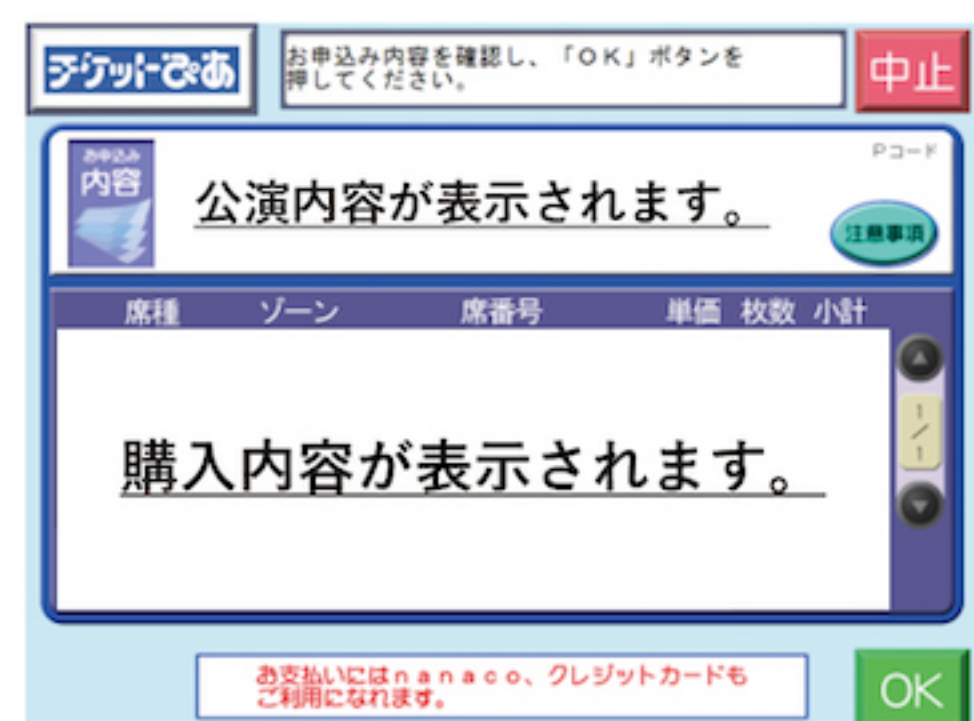 チケットぴあ
お申込み内容を確認し、「OK」ボタンを
押してください。
中止
お申込み
内容
公演内容が表示されます。
Pコード
注意事項
席種 ゾーン 席番号 単価 枚数 小計
購入内容が表示されます。
1/1
お支払いにはnanaco、クレジットカードも
ご利用になれます。
OK